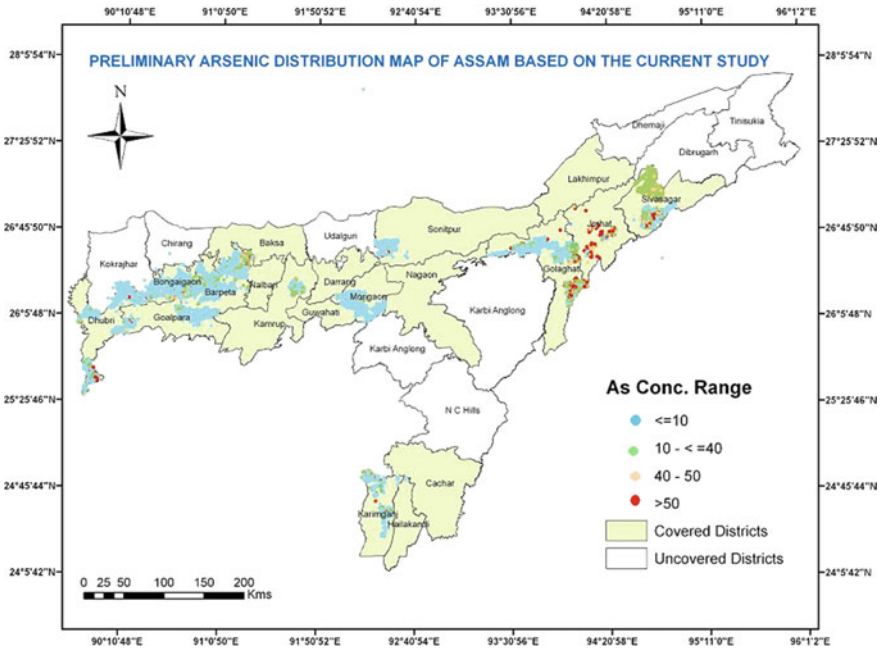 90°10'48"E 91°0'50"E 91°50'52"E 92°40'54"E 93°30'56"E 94°20'58"E 95°11'0"E 96°1'2"E
28°5'54"N 28°5'54"N
PRELIMINARY ARSENIC DISTRIBUTION MAP OF ASSAM BASED ON THE CURRENT STUDY
N
27°25'52"N 27°25'52"N
Tinisukia
Dhemaji
Dibrugarh
Lakhimpur
Sivasagar
26°45'50"N 26°45'50"N
Jorhat
Sonitpur
Udalguri
Baksa
Chirang
Kokrajhar
Golaghat
Nagaon
Darrang
Bongaigaon
Nalbari
Barpeta
Morigaon
26°5'48"N 26°5'48"N
Dhubri
Goalpara
Guwahati
Kamrup
Karbi Anglong
Karbi Anglong
25°25'46"N 25°25'46"N
N C Hills
As Conc. Range
<=10
10 - < =40
40 - 50
>50
Covered Districts
Uncovered Districts
24°45'44"N 24°45'44"N
Cachar
Karimganj
Hailakandi
24°5'42"N 24°5'42"N
0 25 50 100 150 200
Kms
90°10'48"E 91°0'50"E 91°50'52"E 92°40'54"E 93°30'56"E 94°20'58"E 95°11'0"E 96°1'2"E